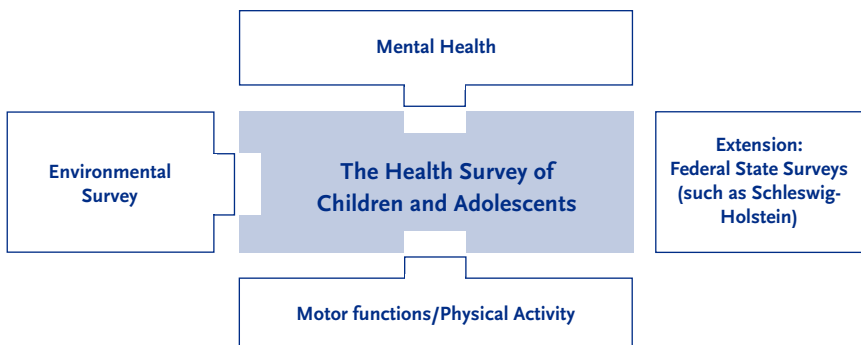 Mental Health
Environmental
Survey
The Health Survey of
Children and Adolescents
Extension:
Federal State Surveys
(such as Schleswig-
Holstein)
Motor functions/Physical Activity